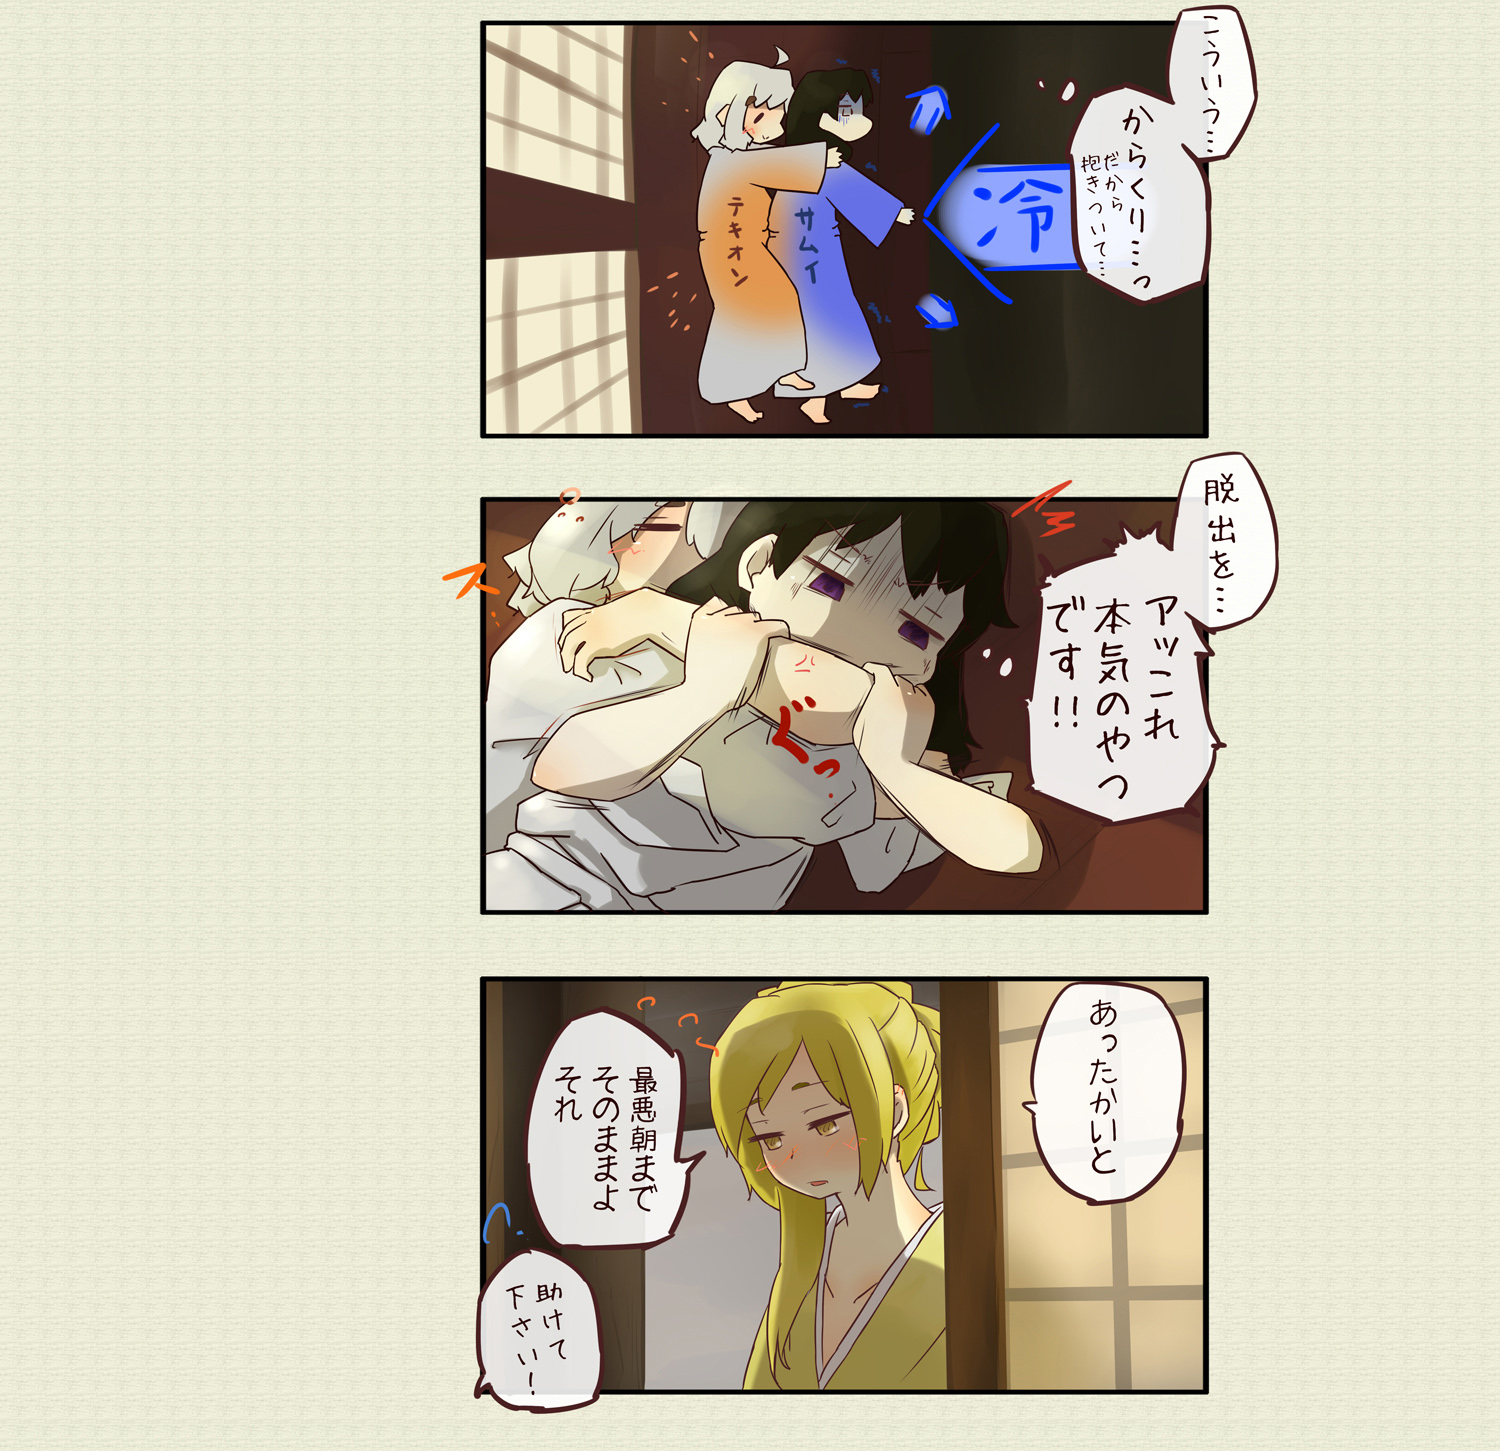 こういう…
からくり…っ
だから
抱きついて…
冷
サムイ
テキオン
脱出を…
アッこれ
本気のやつ
です!!
ぐっ
あったかいと
最悪朝まで
そのままよ
それ
助けて
下さい!